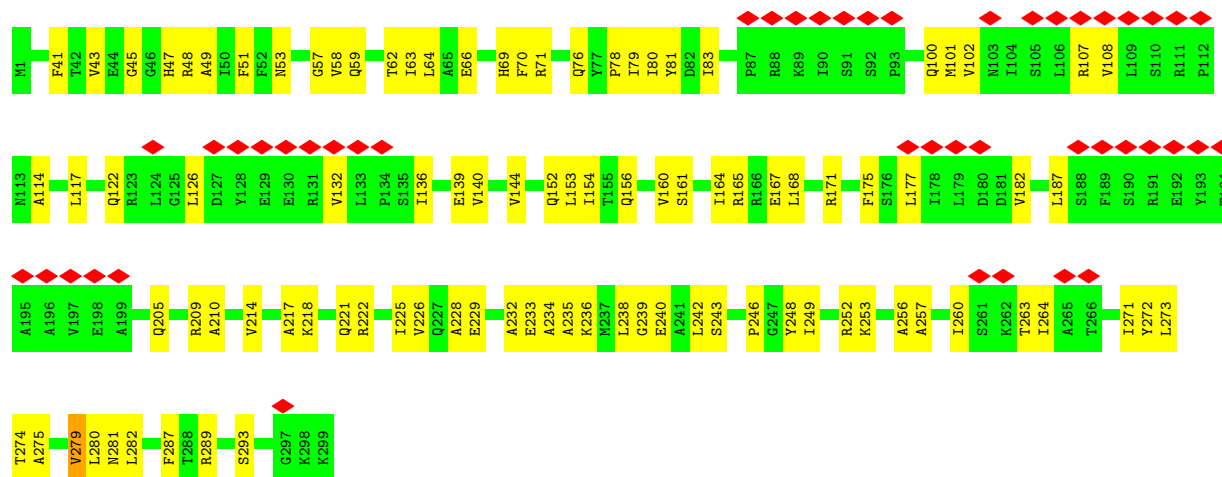 M1 F41 T42 V43 E44 G45 G46 H47 R48 A49 I50 F51 F52 N53 G57 V58 Q59 T62 I63 L64 A65 E66 H69 F70 R71 Q76 Y77 P78 I79 I80 Y81 D82 I83 P87 R88 K89 I90 S91 S92 P93 Q100 M101 V102 N103 I104 S105 L106 R107 V108 L109 S110 R111 P112
N113 A114 L117 Q122 R123 L124 G125 L126 D127 Y128 E129 E130 R131 V132 L133 P134 S135 I136 E139 V140 V144 Q152 L153 I154 T155 Q156 V160 S161 I164 R165 R166 E167 L168 R171 F175 S176 L177 I178 L179 D180 D181 V182 L187 S188 F189 S190 R191 E192 Y193
A195 A196 V197 E198 A199 Q205 R209 A210 V214 A217 K218 Q221 R222 I225 V226 Q227 A228 E229 A232 E233 A234 A235 K236 M237 L238 G239 E240 A241 L242 S243 P246 G247 Y248 I249 R252 K253 A256 A257 I260 S261 K262 T263 I264 A265 T266 I271 Y272 L273
T274 A275 V279 L280 N281 L282 F287 T288 R289 S293 G297 K298 K299